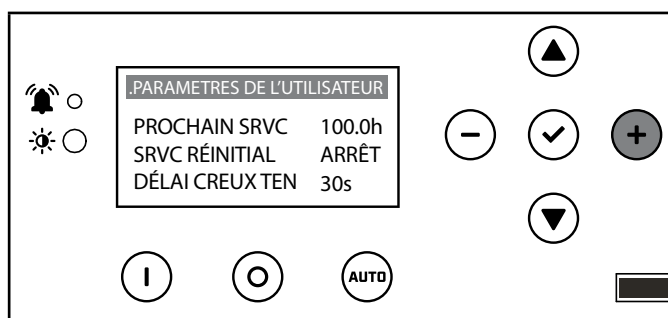 .PARAMETRES DE L'UTILISATEUR
PROCHAIN SRVC 100.0h
SRVC RÉINITIAL ARRÊT
DÉLAI CREUX TEN 30s
AUTO